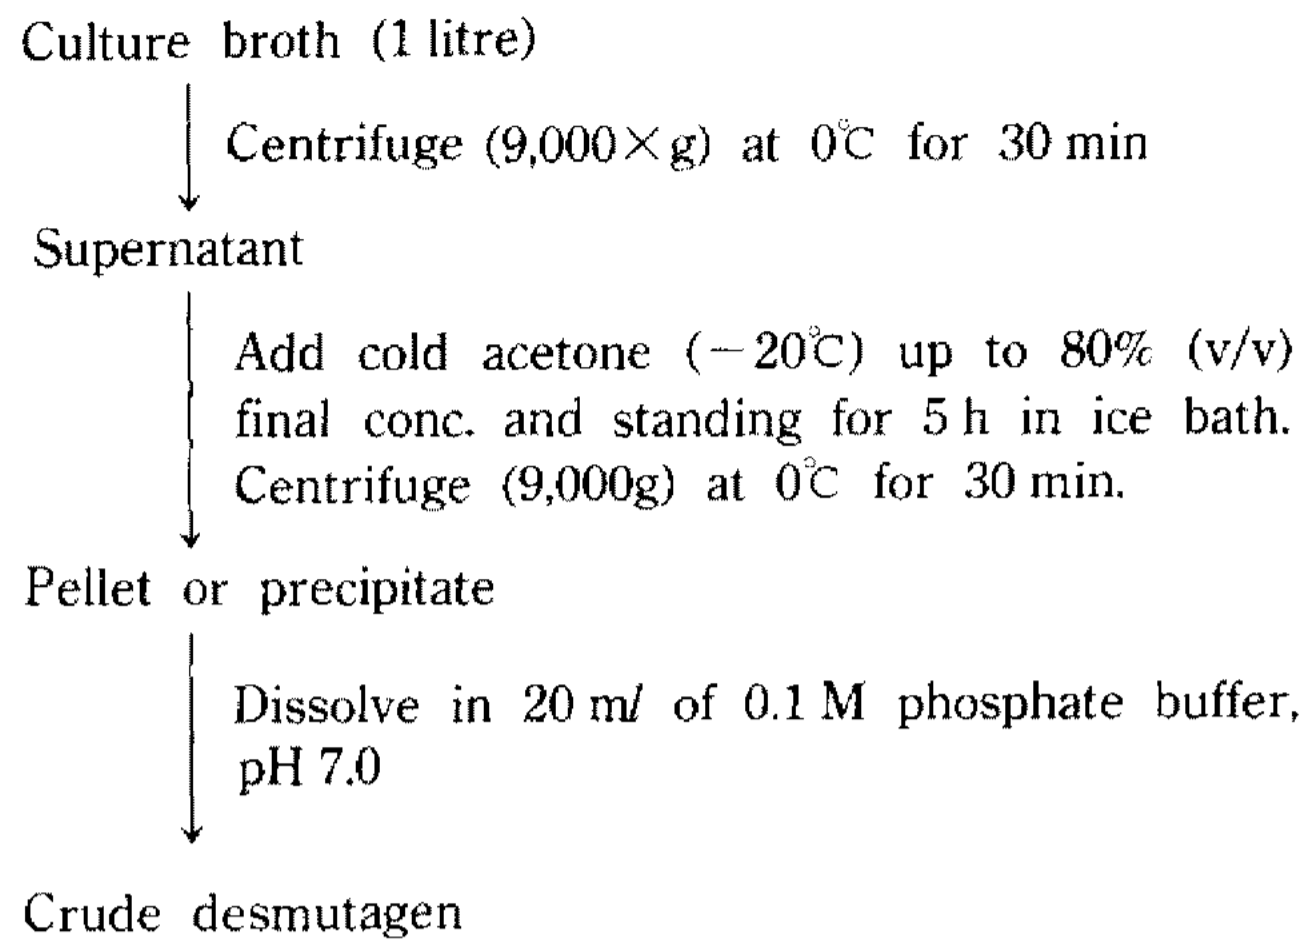 Culture broth (1 litre)
Centrifuge (9,000×g) at 0℃ for 30 min
Supernatant
Add cold acetone (−20℃) up to 80% (v/v)
final conc. and standing for 5 h in ice bath.
Centrifuge (9,000g) at 0℃ for 30 min.
Pellet or precipitate
Dissolve in 20 ml of 0.1 M phosphate buffer,
pH 7.0
Crude desmutagen